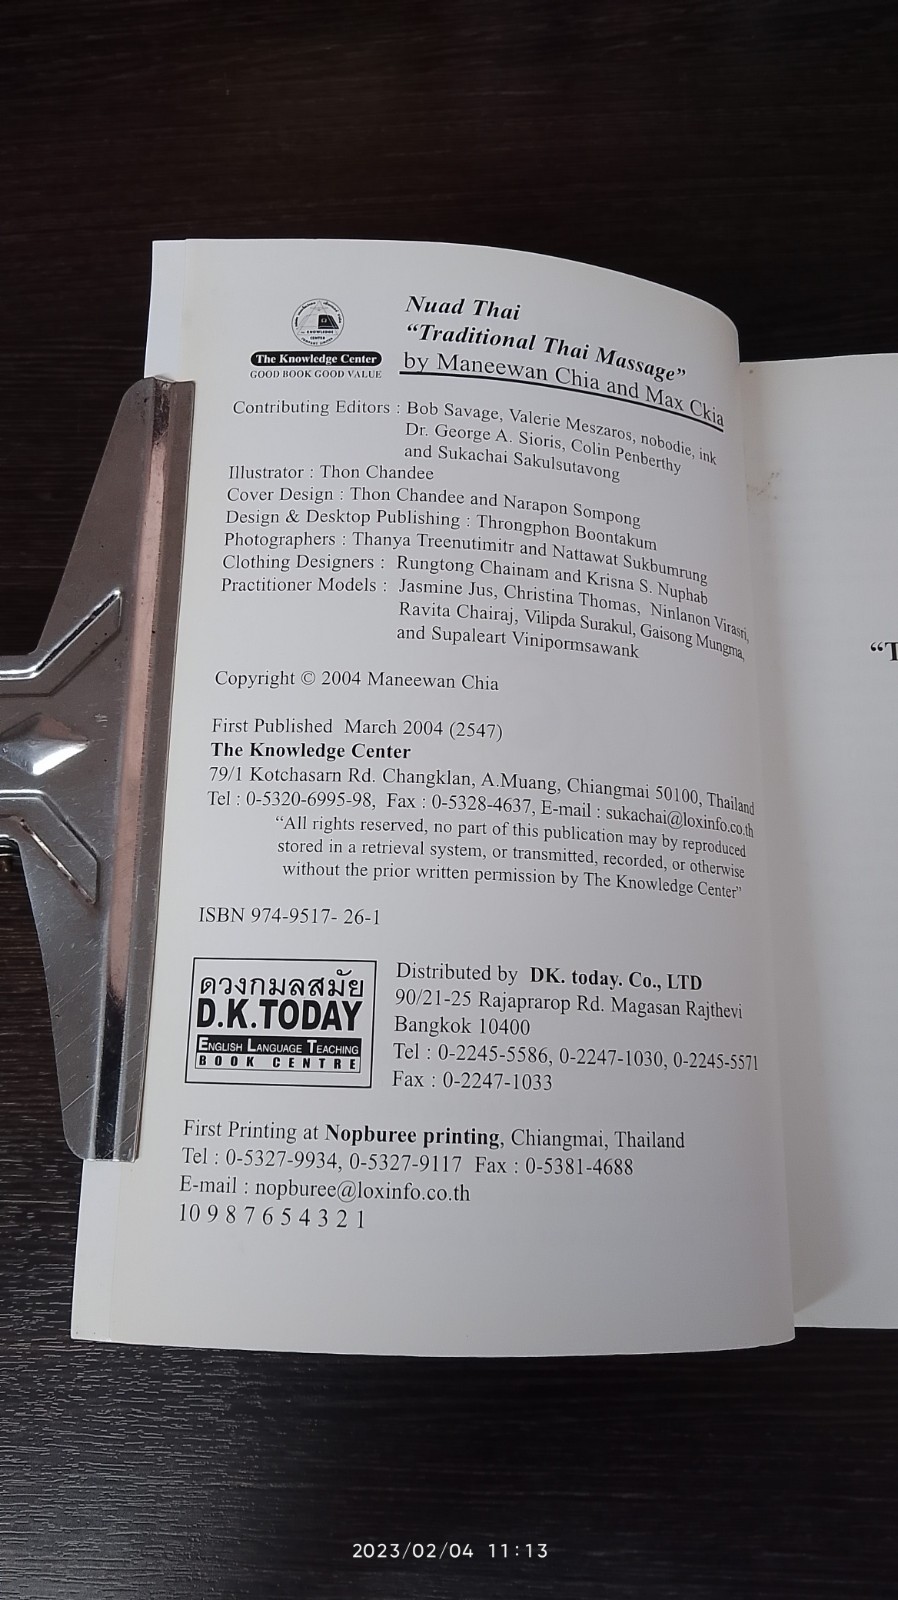 Nuad Thai
“Traditional Thai Massage”
by Maneewan Chia and Max Ckia
THE KNOWLEDGE CENTER
The Knowledge Center
GOOD BOOK GOOD VALUE
Contributing Editors : Bob Savage, Valerie Meszaros, nobodie, ink
Dr. George A. Sioris, Colin Penberthy
and Sukachai Sakulsutavong
Illustrator : Thon Chandee
Cover Design : Thon Chandee and Narapon Sompong
Design & Desktop Publishing : Throngphon Boontakum
Photographers : Thanya Treenutimitr and Nattawat Sukbumrung
Clothing Designers : Rungtong Chainam and Krisna S. Nuphab
Practitioner Models : Jasmine Jus, Christina Thomas, Ninlanon Virasri,
Ravita Chairaj, Vilipda Surakul, Gaisong Mungma,
and Supaleart Vinipormsawank
Copyright © 2004 Maneewan Chia
First Published March 2004 (2547)
The Knowledge Center
79/1 Kotchasarn Rd. Changklan, A.Muang, Chiangmai 50100, Thailand
Tel : 0-5320-6995-98, Fax : 0-5328-4637, E-mail : sukachai@loxinfo.co.th
“All rights reserved, no part of this publication may by reproduced
stored in a retrieval system, or transmitted, recorded, or otherwise
without the prior written permission by The Knowledge Center”
ISBN 974-9517- 26-1
ดวงกมลสมัย
D.K.TODAY
ENGLISH LANGUAGE TEACHING
BOOK CENTRE
Distributed by DK. today. Co., LTD
90/21-25 Rajaprarop Rd. Magasan Rajthevi
Bangkok 10400
Tel : 0-2245-5586, 0-2247-1030, 0-2245-5571
Fax : 0-2247-1033
First Printing at Nopburee printing, Chiangmai, Thailand
Tel : 0-5327-9934, 0-5327-9117 Fax : 0-5381-4688
E-mail : nopburee@loxinfo.co.th
10 9 8 7 6 5 4 3 2 1
“T
2023/02/04 11:13